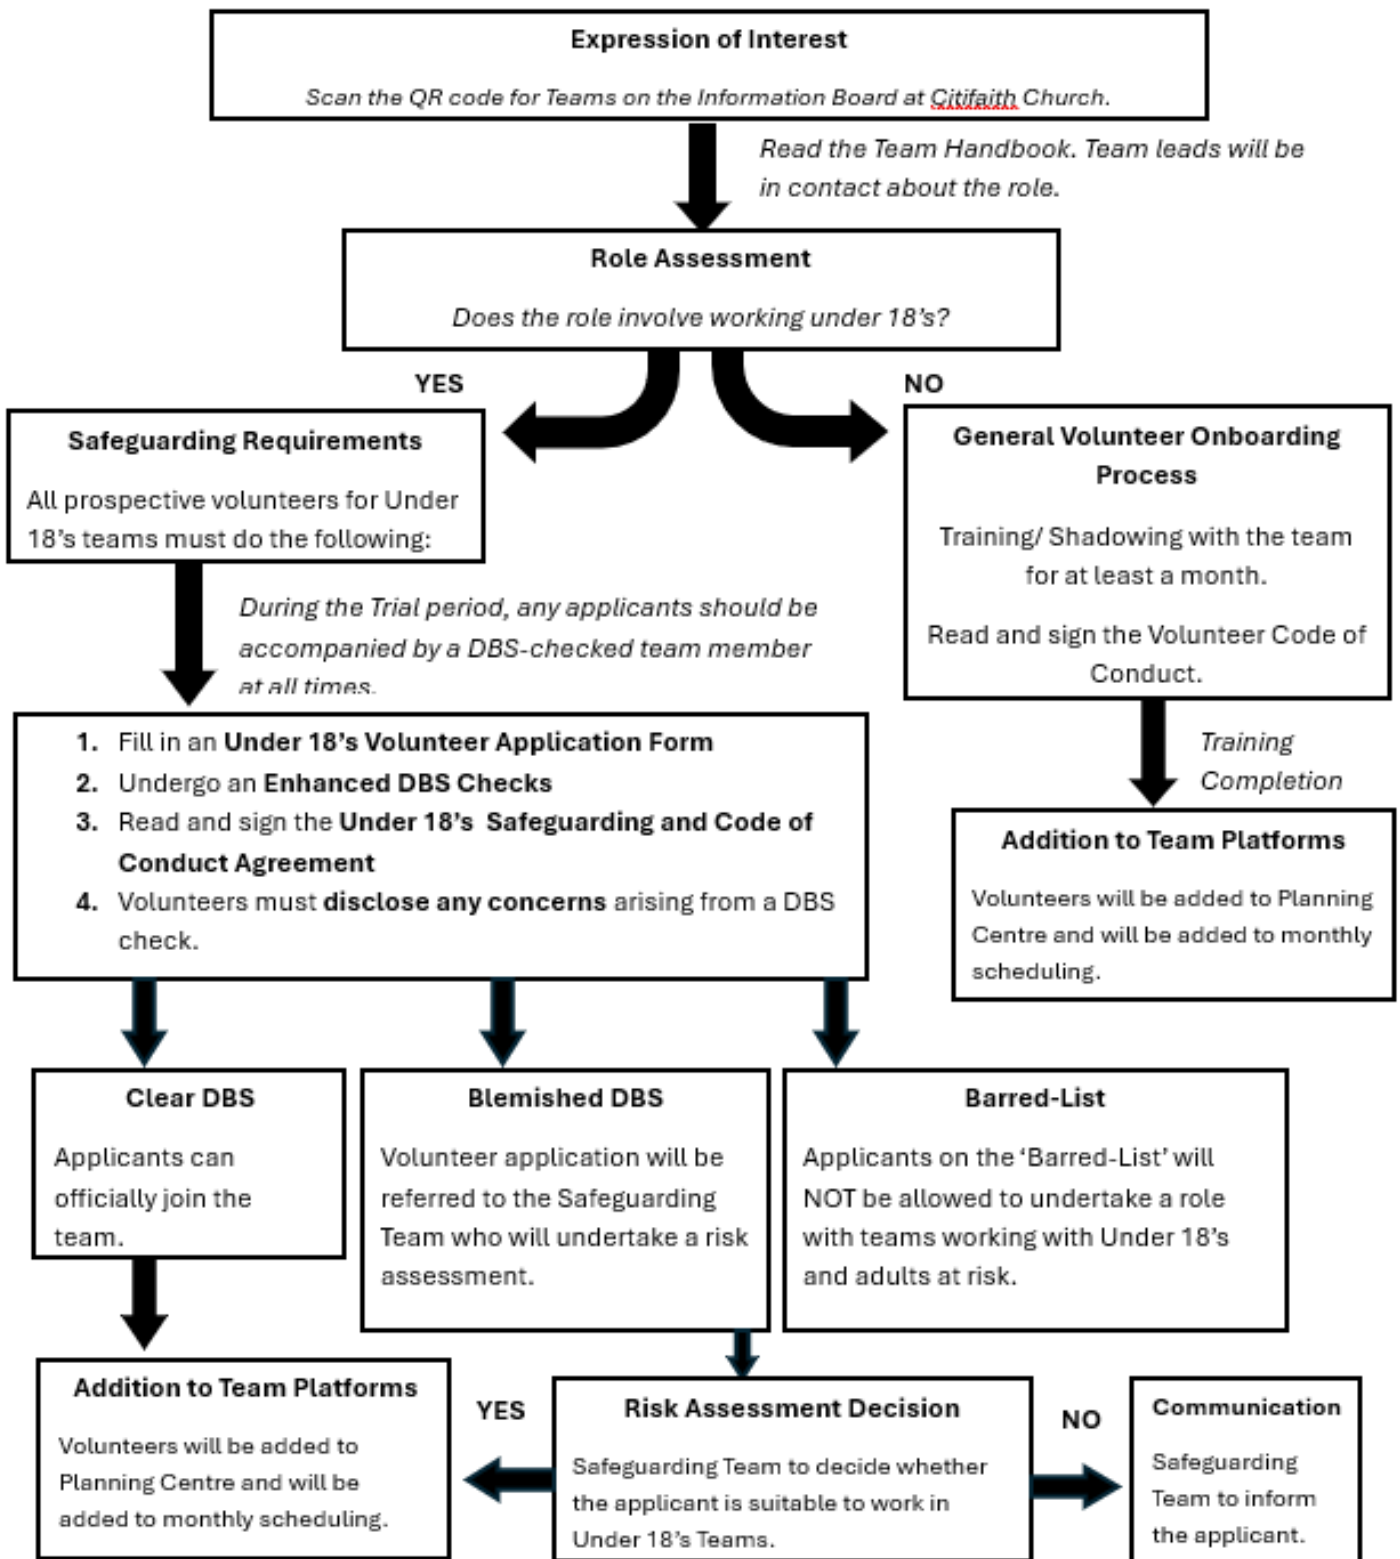 Expression of Interest
Scan the QR code for Teams on the Information Board at Citifaith Church.
Read the Team Handbook. Team leads will be
in contact about the role.
Role Assessment
Does the role involve working under 18's?
YES
NO
Safeguarding Requirements
All prospective volunteers for Under
18's teams must do the following:
General Volunteer Onboarding
Process
Training/ Shadowing with the team
for at least a month.
Read and sign the Volunteer Code of
Conduct.
During the Trial period, any applicants should be
accompanied by a DBS-checked team member
at all times.
1. Fill in an Under 18's Volunteer Application Form
2. Undergo an Enhanced DBS Checks
3. Read and sign the Under 18's Safeguarding and Code of
Conduct Agreement
4. Volunteers must disclose any concerns arising from a DBS
check.
Training
Completion
Addition to Team Platforms
Volunteers will be added to Planning
Centre and will be added to monthly
scheduling.
Clear DBS
Applicants can
officially join the
team.
Blemished DBS
Volunteer application will be
referred to the Safeguarding
Team who will undertake a risk
assessment.
Barred-List
Applicants on the ‘Barred-List’ will
NOT be allowed to undertake a role
with teams working with Under 18's
and adults at risk.
Addition to Team Platforms
Volunteers will be added to
Planning Centre and will be
added to monthly scheduling.
YES
Risk Assessment Decision
Safeguarding Team to decide whether
the applicant is suitable to work in
Under 18's Teams.
NO
Communication
Safeguarding
Team to inform
the applicant.